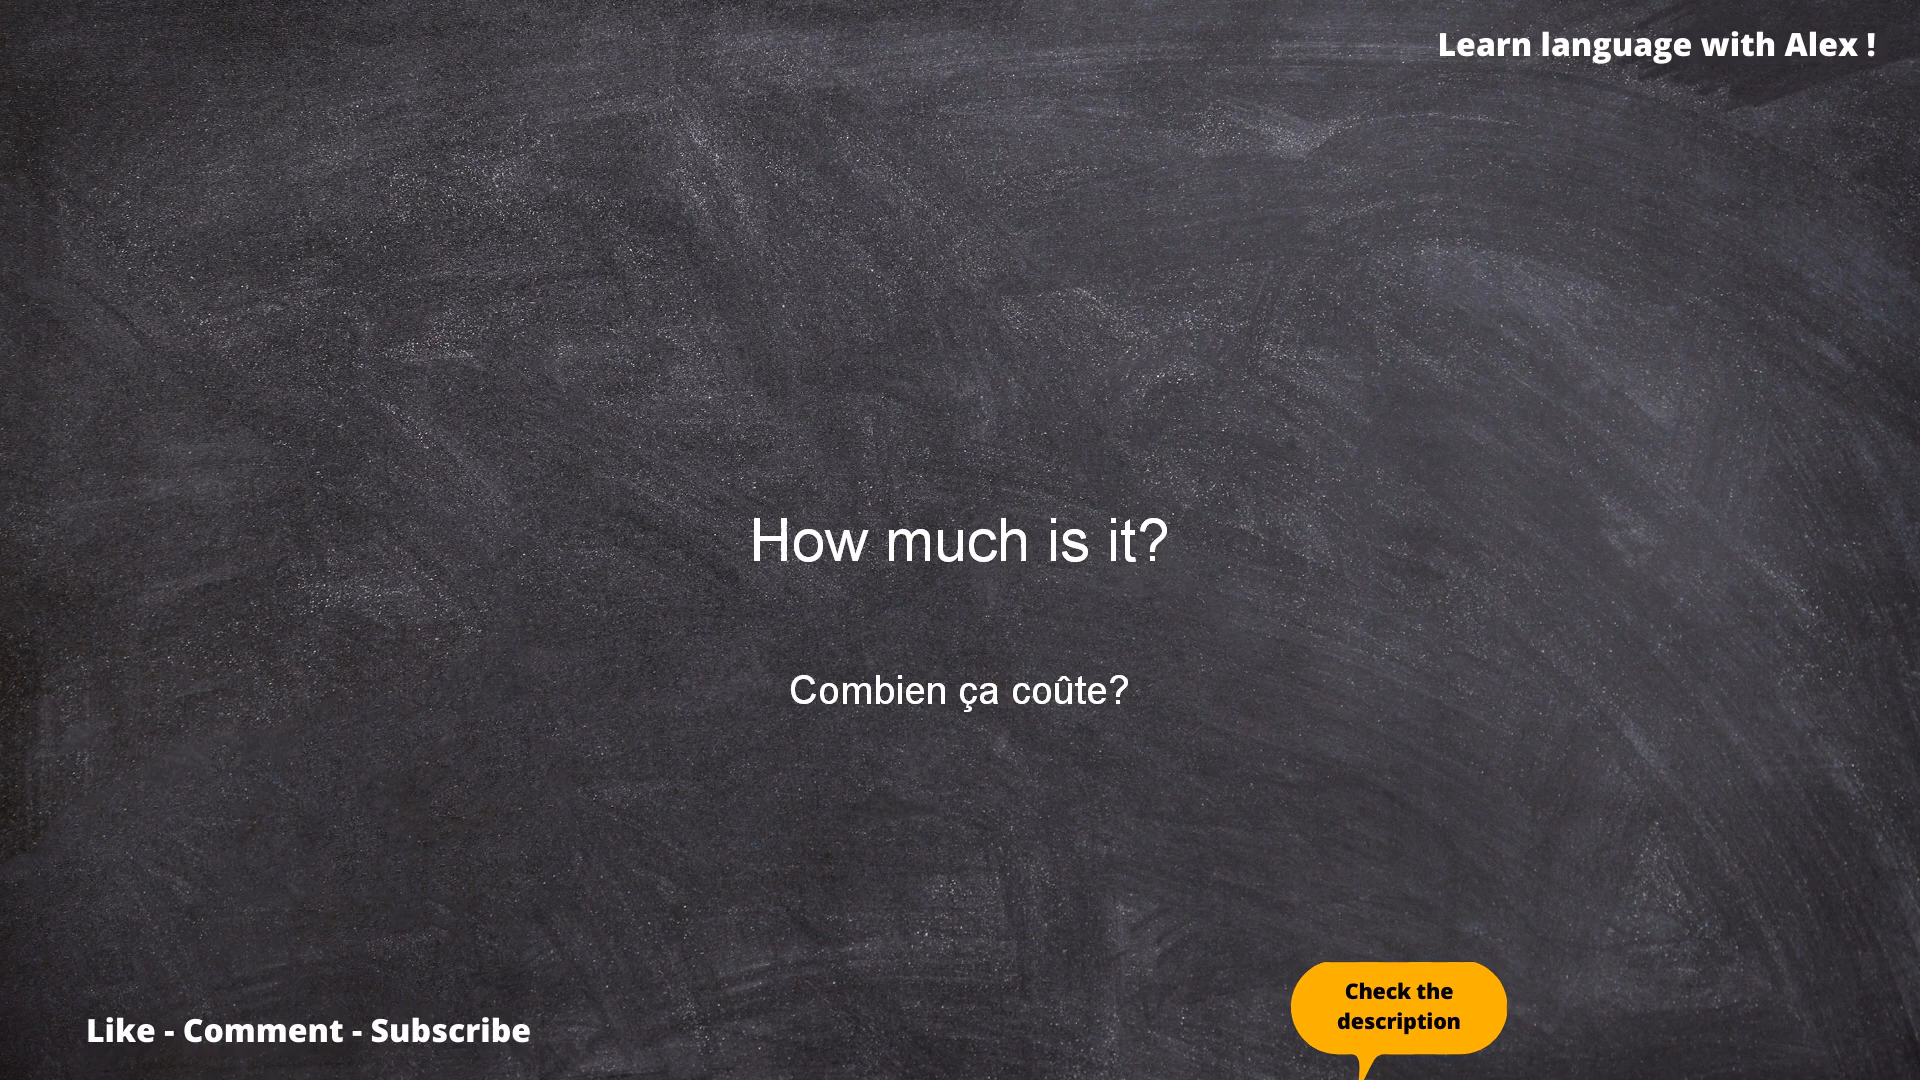 Learn language with Alex !
How much is it?
Combien ça coûte?
Check the
description
Like - Comment - Subscribe